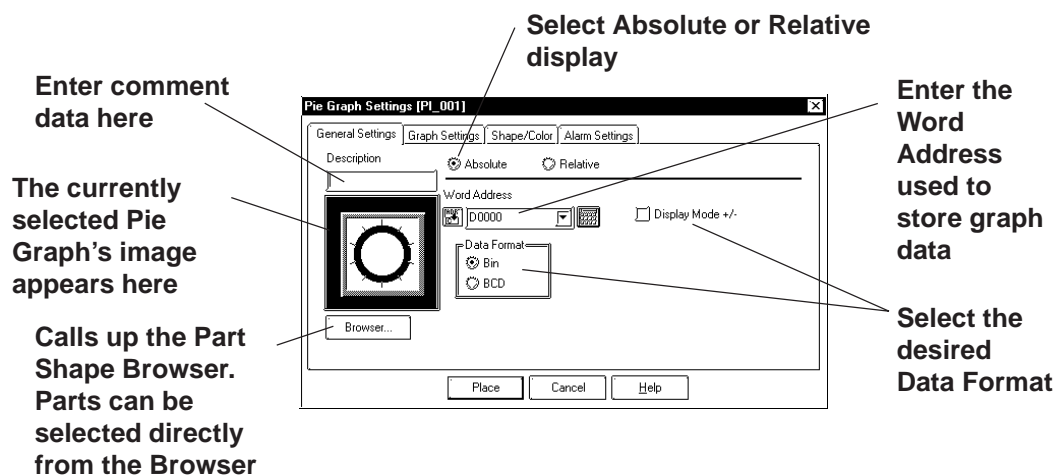 Select Absolute or Relative
display
Enter comment
data here
Enter the
Word
Address
used to
store graph
data
The currently
selected Pie
Graph's image
appears here
Calls up the Part
Shape Browser.
Parts can be
selected directly
from the Browser
Select the
desired
Data Format
Pie Graph Settings [PI_001]
General Settings Graph Settings Shape/Color Alarm Settings
Description
Absolute Relative
Word Address
D0000
Display Mode +/-
Data Format
Bin
BCD
Browser...
Place Cancel Help